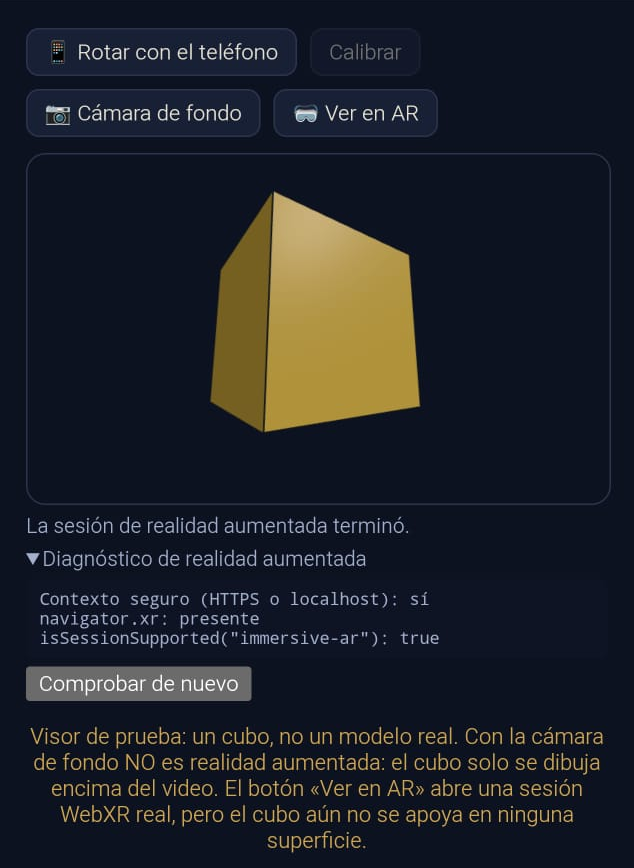 📱 Rotar con el teléfono
Calibrar
📷 Cámara de fondo
🥽 Ver en AR
La sesión de realidad aumentada terminó.
▼Diagnóstico de realidad aumentada
Contexto seguro (HTTPS o localhost): sí
navigator.xr: presente
isSessionSupported("immersive-ar"): true
Comprobar de nuevo
Visor de prueba: un cubo, no un modelo real. Con la cámara
de fondo NO es realidad aumentada: el cubo solo se dibuja
encima del video. El botón «Ver en AR» abre una sesión
WebXR real, pero el cubo aún no se apoya en ninguna
superficie.